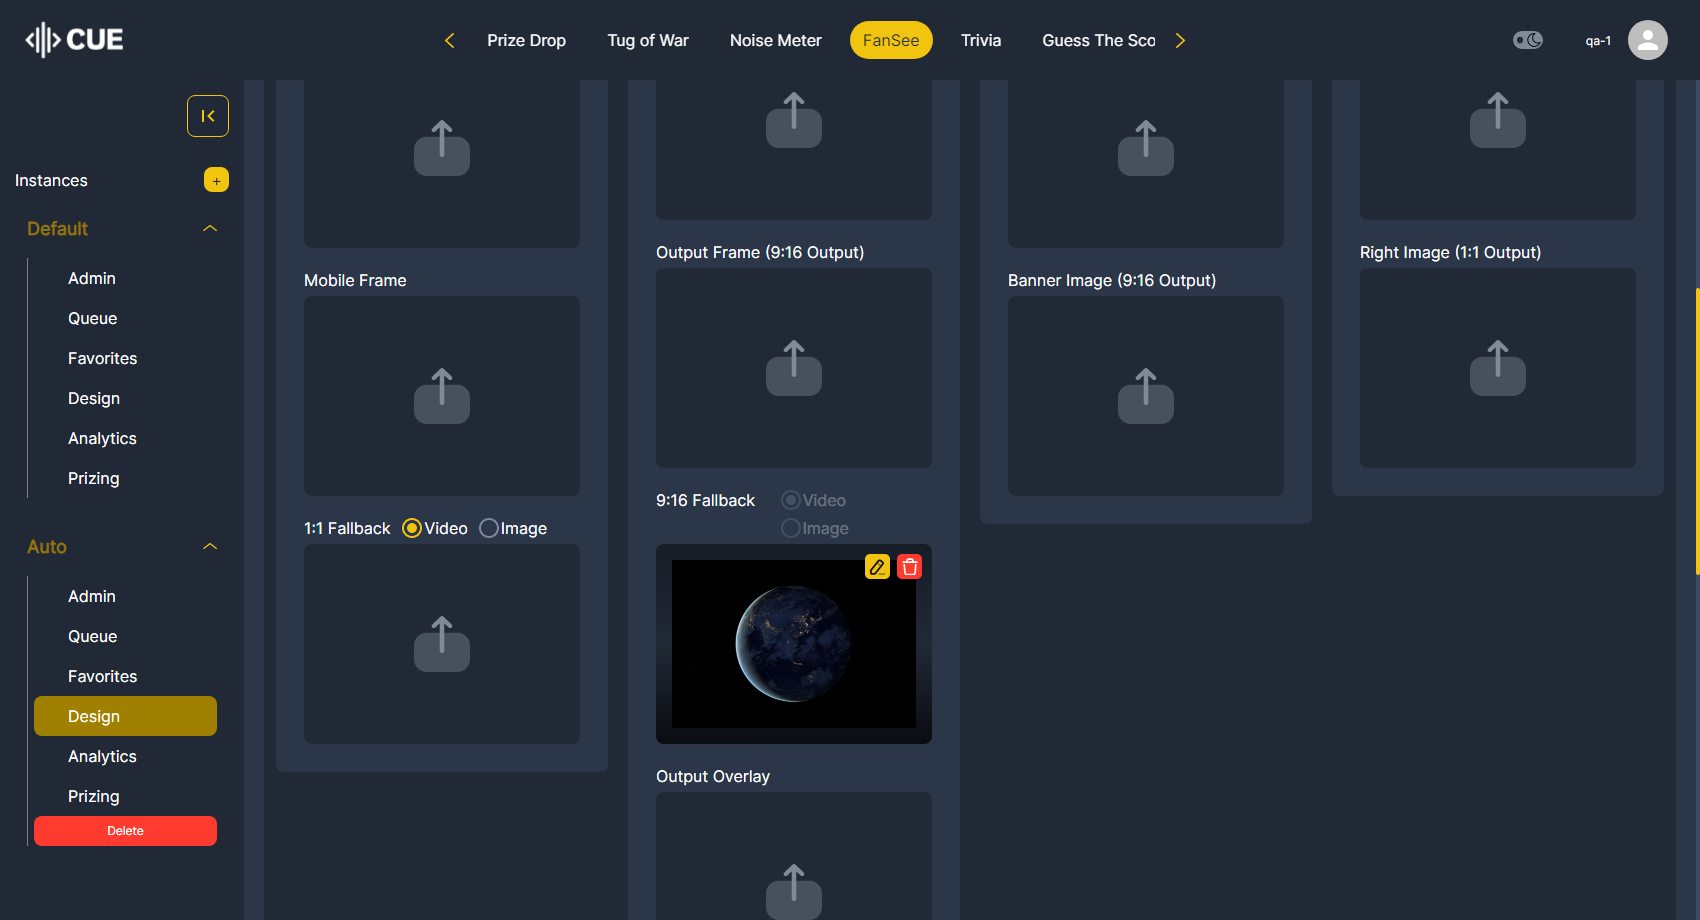 CUE
Prize Drop
Tug of War
Noise Meter
FanSee
Trivia
Guess The Sco
qa-1
Instances
+
Default
Admin
Queue
Favorites
Design
Analytics
Prizing
Auto
Admin
Queue
Favorites
Design
Analytics
Prizing
Delete
Mobile Frame
1:1 Fallback Video Image
Output Frame (9:16 Output)
9:16 Fallback Video
Image
Output Overlay
Banner Image (9:16 Output)
Right Image (1:1 Output)